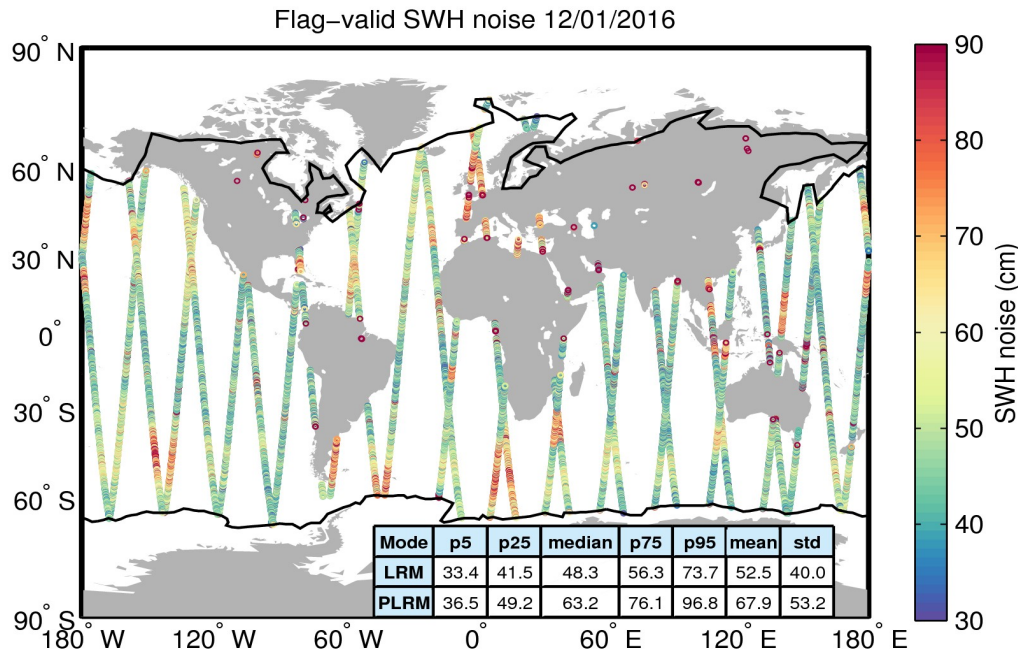 Flag−valid SWH noise 12/01/2016
90° N
60° N
30° N
0°
30° S
60° S
90° S
180° W
120° W
60° W
0°
60° E
120° E
180° E
90
80
70
60
50
40
30
SWH noise (cm)
Mode p5 p25 median p75 p95 mean std
LRM 33.4 41.5 48.3 56.3 73.7 52.5 40.0
PLRM 36.5 49.2 63.2 76.1 96.8 67.9 53.2